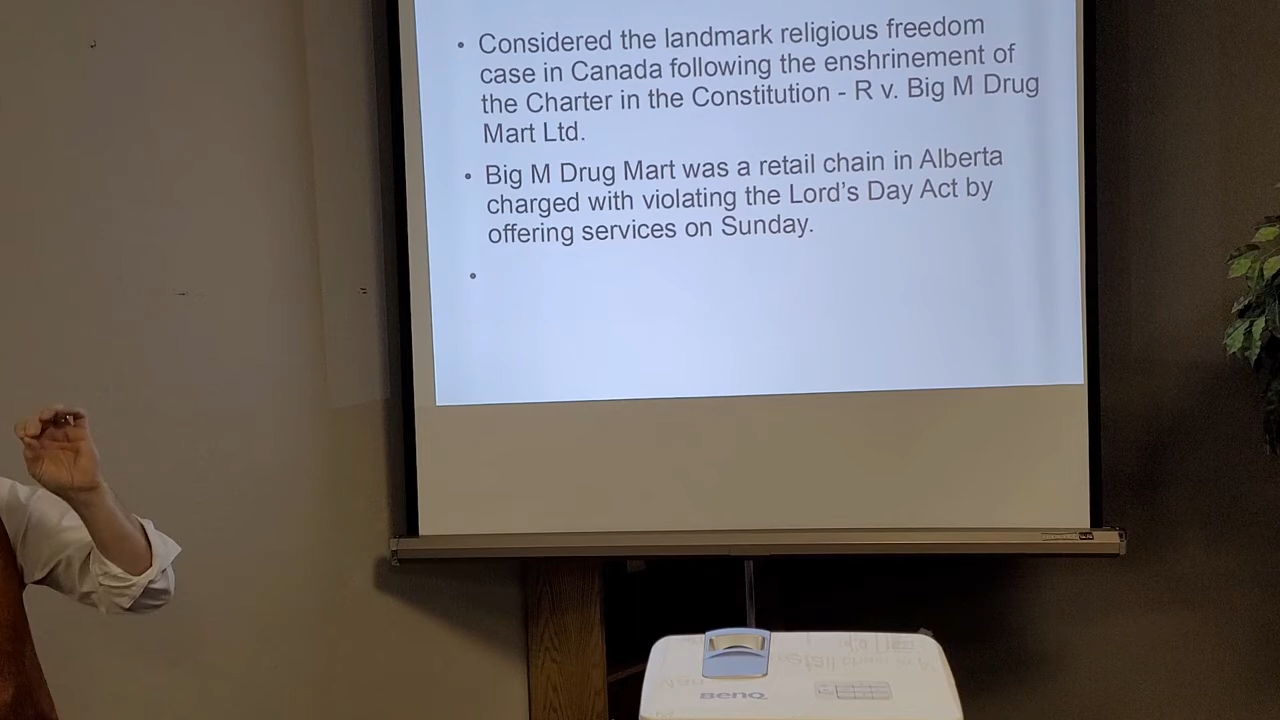 • Considered the landmark religious freedom
case in Canada following the enshrinement of
the Charter in the Constitution - R v. Big M Drug
Mart Ltd.
• Big M Drug Mart was a retail chain in Alberta
charged with violating the Lord's Day Act by
offering services on Sunday.
•
BenQ